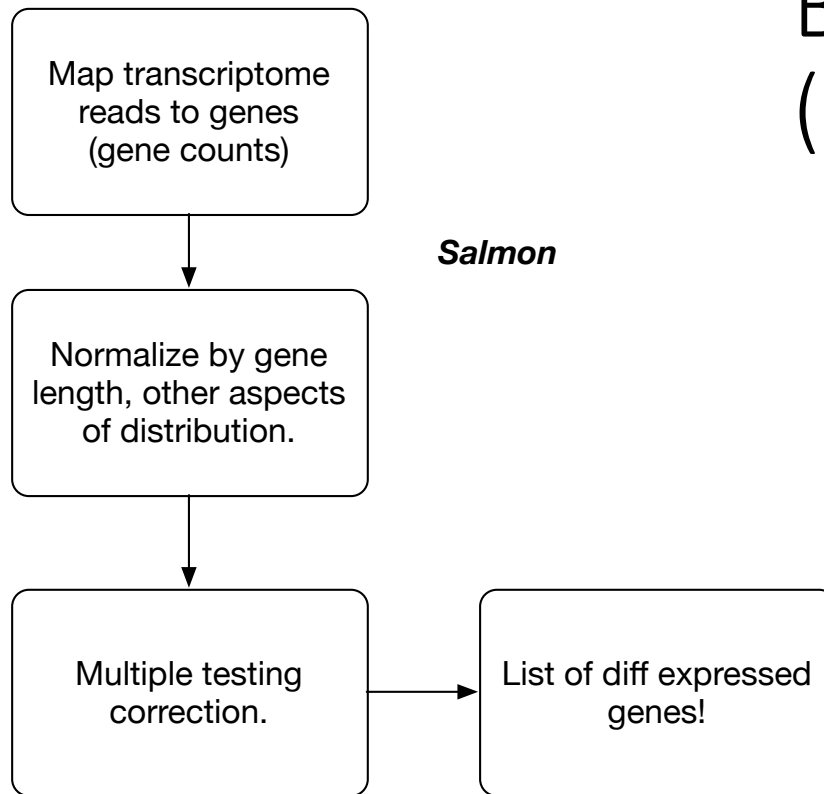 Map transcriptome
reads to genes
(gene counts)
Salmon
Normalize by gene
length, other aspects
of distribution.
Multiple testing
correction.
List of diff expressed
genes!